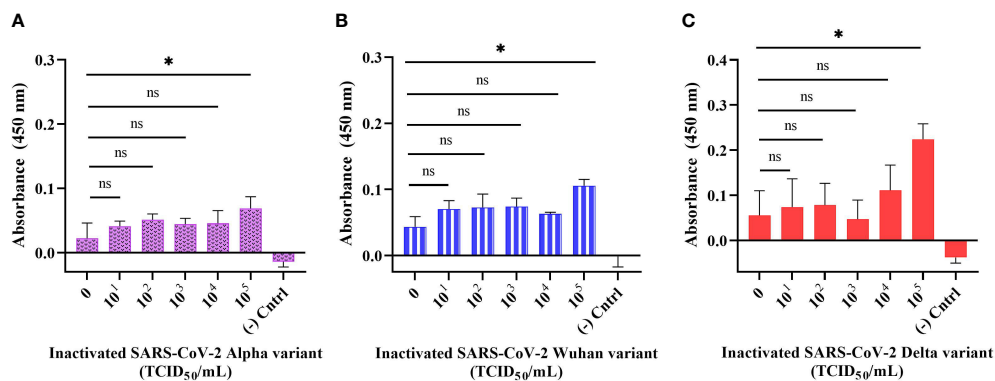 A
Absorbance (450 nm)
0.3
0.2
0.1
0.0
*
ns
ns
ns
ns
0
10¹
10²
10³
10⁴
10⁵
(-) Cntrl
Inactivated SARS-CoV-2 Alpha variant
(TCID₅₀/mL)
B
Absorbance (450 nm)
0.3
0.2
0.1
0.0
*
ns
ns
ns
ns
0
10¹
10²
10³
10⁴
10⁵
(-) Cntrl
Inactivated SARS-CoV-2 Wuhan variant
(TCID₅₀/mL)
C
Absorbance (450 nm)
0.4
0.3
0.2
0.1
0.0
*
ns
ns
ns
ns
0
10¹
10²
10³
10⁴
10⁵
(-) Cntrl
Inactivated SARS-CoV-2 Delta variant
(TCID₅₀/mL)